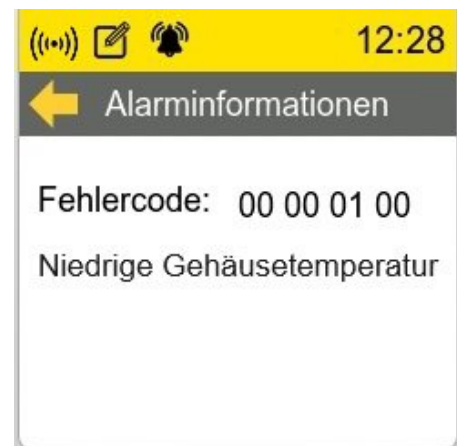 12:28
Alarminformationen
Fehlercode: 00 00 01 00
Niedrige Gehäusetemperatur